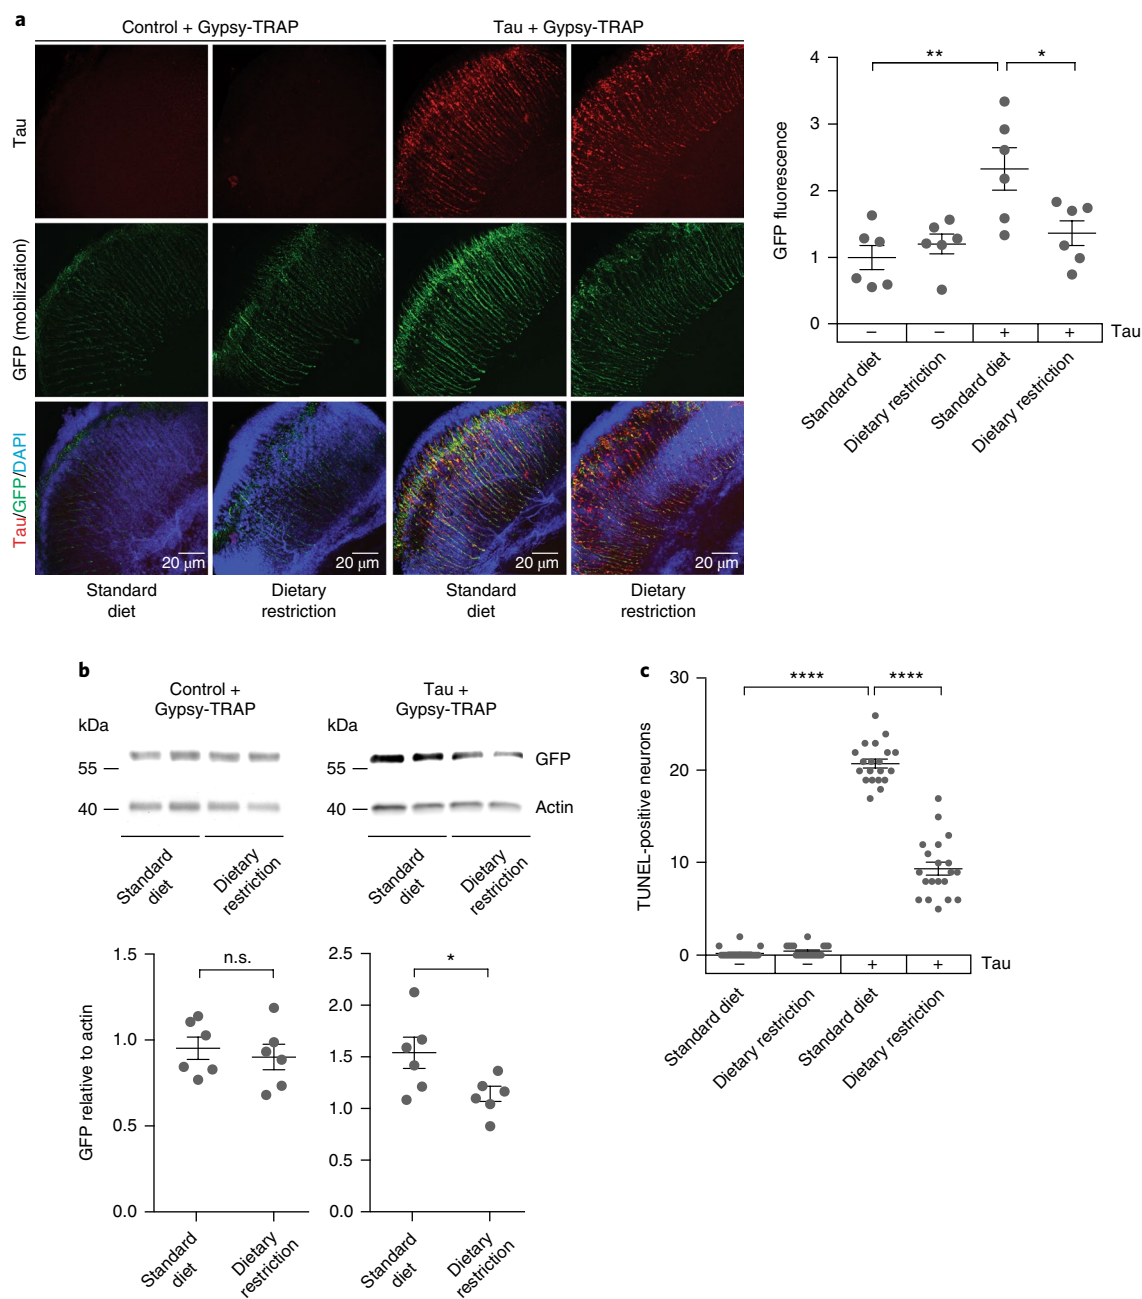 a
Control + Gypsy-TRAP
Tau + Gypsy-TRAP
Tau
GFP (mobilization)
Tau/GFP/DAPI
20 μm
20 μm
20 μm
20 μm
Standard
diet
Dietary
restriction
Standard
diet
Dietary
restriction
GFP fluorescence
4
3
2
1
0
**
*
– – + + Tau
Standard diet
Dietary restriction
Standard diet
Dietary restriction
b
Control +
Gypsy-TRAP
Tau +
Gypsy-TRAP
kDa
55
40
kDa
55
40
GFP
Actin
Standard
diet
Dietary
restriction
Standard
diet
Dietary
restriction
GFP relative to actin
1.5
1.0
0.5
0.0
n.s.
Standard
diet
Dietary
restriction
2.5
2.0
1.5
1.0
0.5
0.0
*
Standard
diet
Dietary
restriction
c
TUNEL-positive neurons
30
20
10
0
****
****
– – + + Tau
Standard diet
Dietary restriction
Standard diet
Dietary restriction